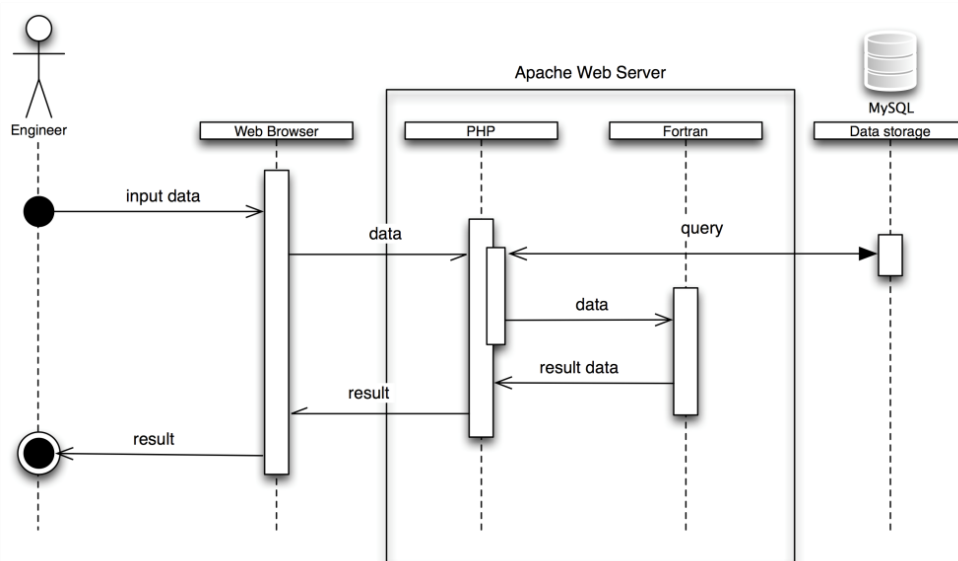 Apache Web Server
MySQL
Engineer
Web Browser
PHP
Fortran
Data storage
input data
data
query
data
result data
result
result